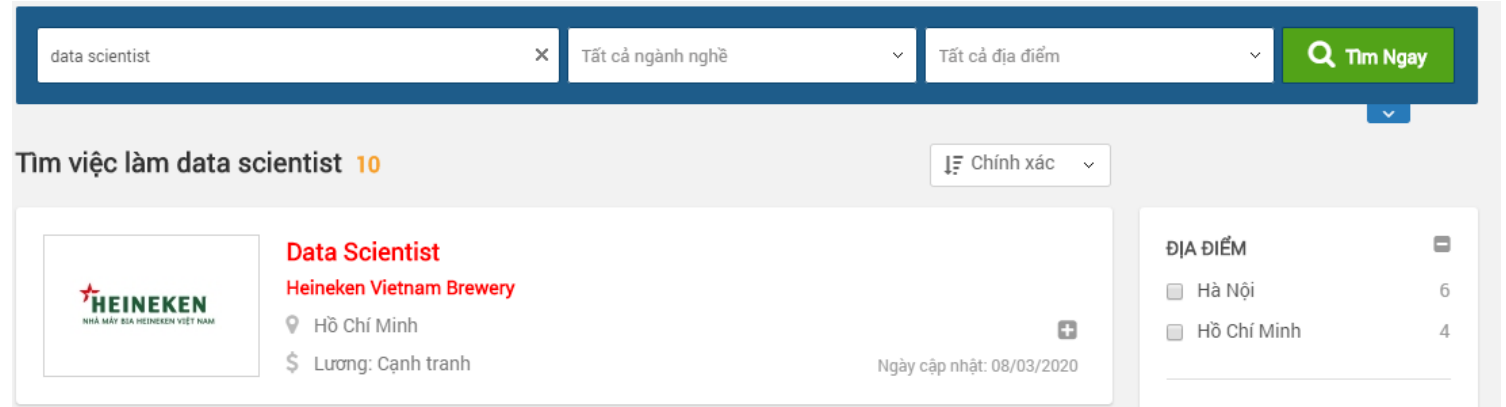 data scientist
Tất cả ngành nghề
Tất cả địa điểm
Tìm Ngay
Tìm việc làm data scientist 10
Chính xác
HEINEKEN
NHÀ MÁY BIA HEINEKEN VIỆT NAM
Data Scientist
Heineken Vietnam Brewery
Hồ Chí Minh
Lương: Cạnh tranh
Ngày cập nhật: 08/03/2020
ĐỊA ĐIỂM
Hà Nội 6
Hồ Chí Minh 4